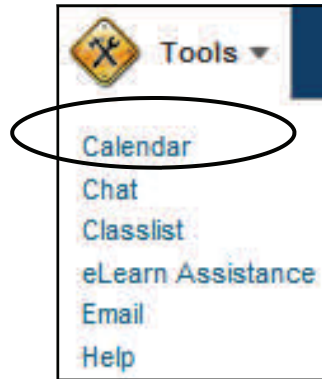 Tools
Calendar
Chat
Classlist
eLearn Assistance
Email
Help